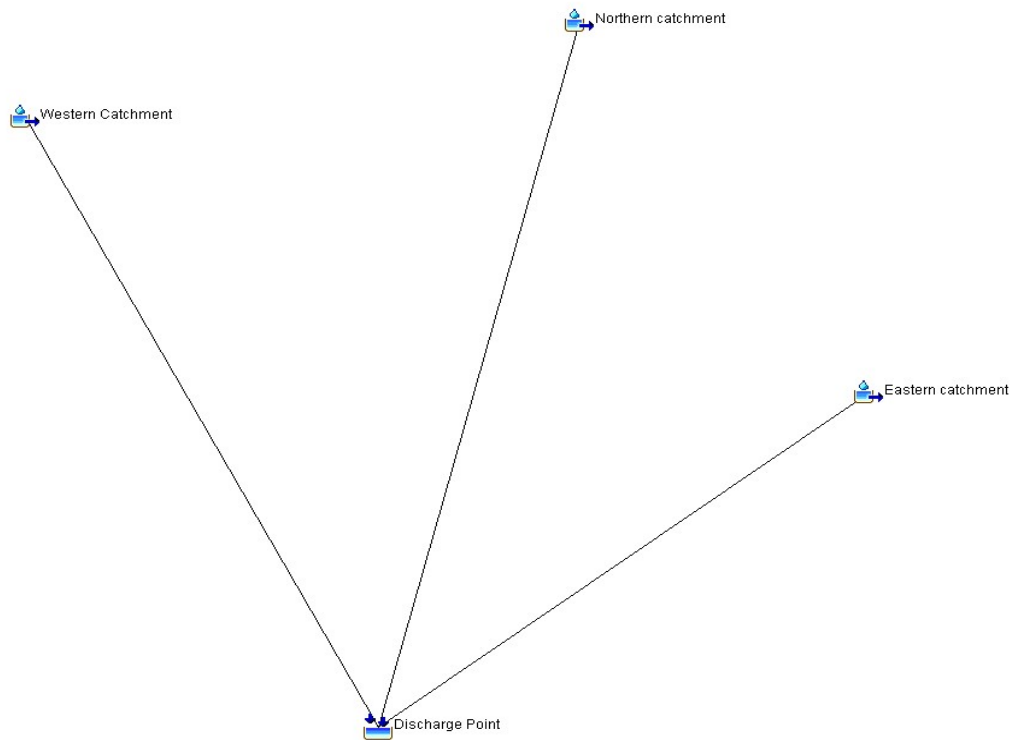 Northern catchment
Western Catchment
Eastern catchment
Discharge Point